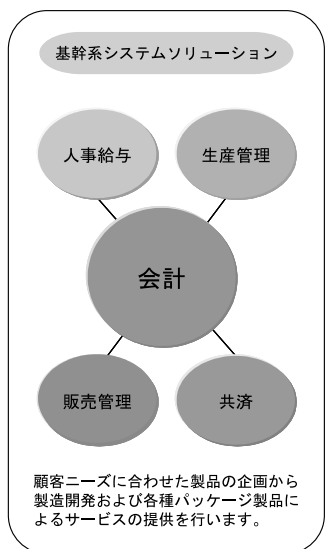 基幹系システムソリューション
人事給与
生産管理
会計
販売管理
共済
顧客ニーズに合わせた製品の企画から
製造開発および各種パッケージ製品に
よるサービスの提供を行います。